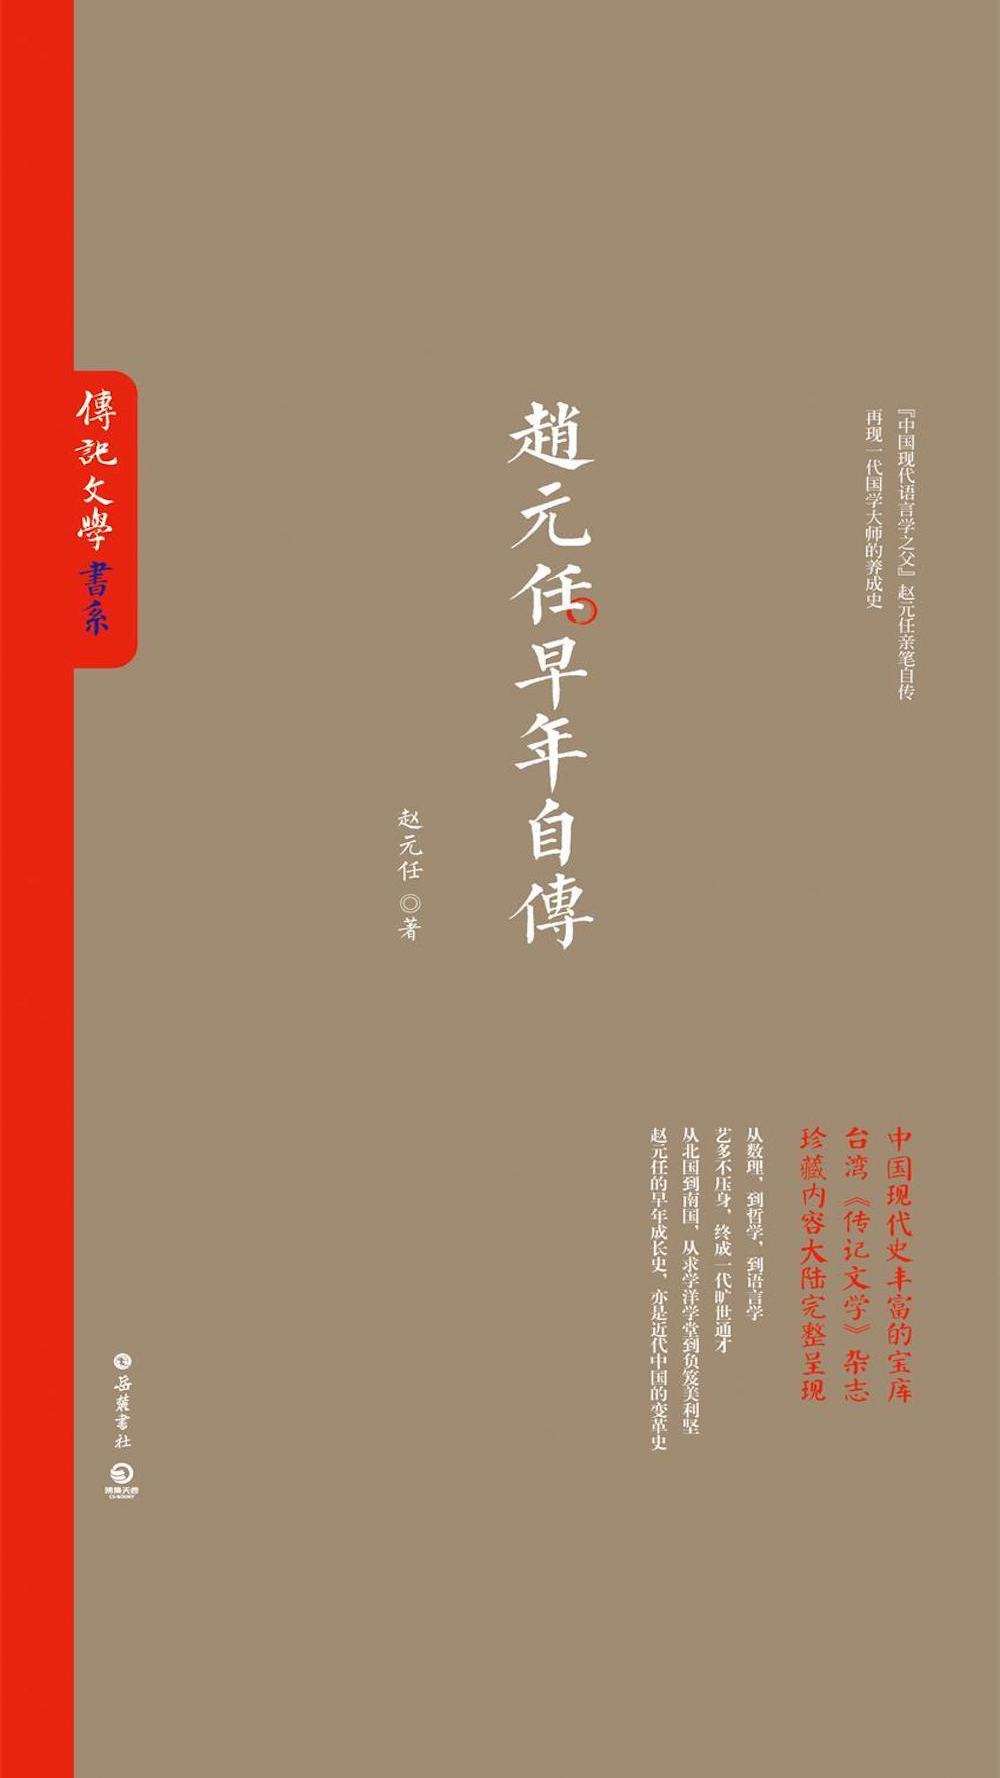 『中国现代语言学之父』赵元任亲笔自传
再现一代国学大师的养成史
中国现代史丰富的宝库
台湾《传记文学》杂志
珍藏内容大陆完整呈现
从数理，到哲学，到语言学
艺多不压身，终成一代旷世通才
从北国到南国，从求学洋学堂到负笈美利坚
赵元任的早年成长史，亦是近代中国的变革史
趙元任早年自傳
赵元任◎著
傳記文學書系
岳麓書社
博集天卷
CS-BOOKY